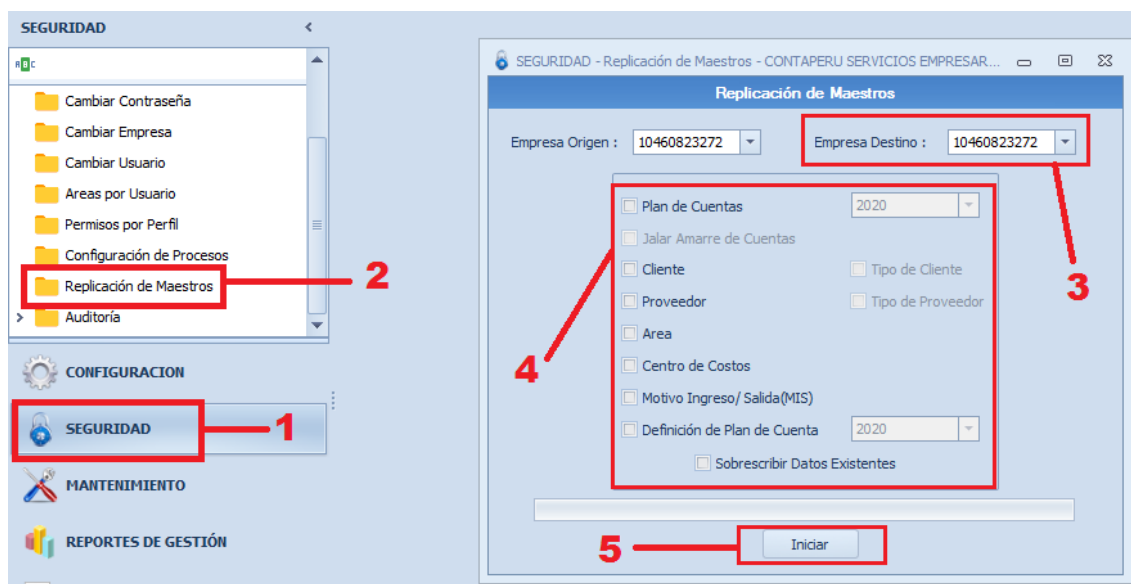 SEGURIDAD
ABC
Cambiar Contraseña
Cambiar Empresa
Cambiar Usuario
Areas por Usuario
Permisos por Perfil
Configuración de Procesos
Replicación de Maestros
2
Auditoría
CONFIGURACION
SEGURIDAD
1
MANTENIMIENTO
REPORTES DE GESTIÓN
SEGURIDAD - Replicación de Maestros - CONTAPERU SERVICIOS EMPRESAR...
Replicación de Maestros
Empresa Origen : 10460823272 Empresa Destino : 10460823272
3
4
Plan de Cuentas 2020
Jalar Amarre de Cuentas
Cliente Tipo de Cliente
Proveedor Tipo de Proveedor
Area
Centro de Costos
Motivo Ingreso/ Salida(MIS)
Definición de Plan de Cuenta 2020
Sobrescribir Datos Existentes
5
Iniciar